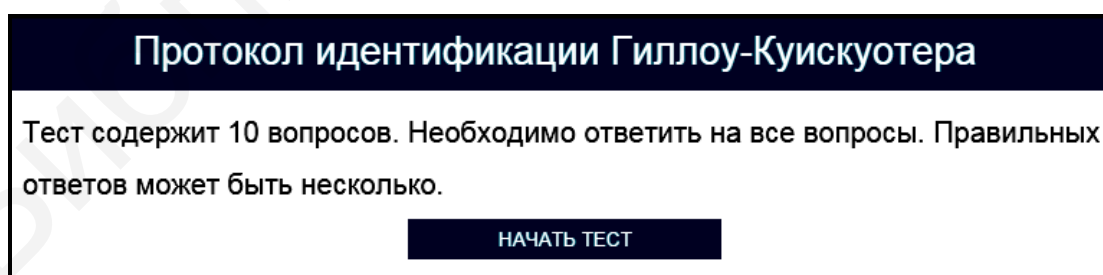 Протокол идентификации Гиллоу-Куискуотера
Тест содержит 10 вопросов. Необходимо ответить на все вопросы. Правильных
ответов может быть несколько.
НАЧАТЬ ТЕСТ